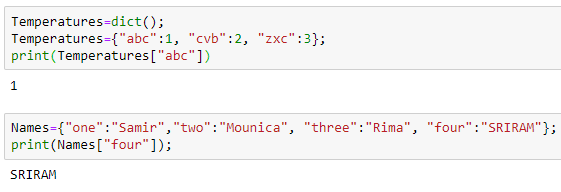 Temperatures=dict();
Temperatures={"abc":1, "cvb":2, "zxc":3};
print(Temperatures["abc"])
1
Names={"one":"Samir","two":"Mounica", "three":"Rima", "four":"SRIRAM"};
print(Names["four"]);
SRIRAM